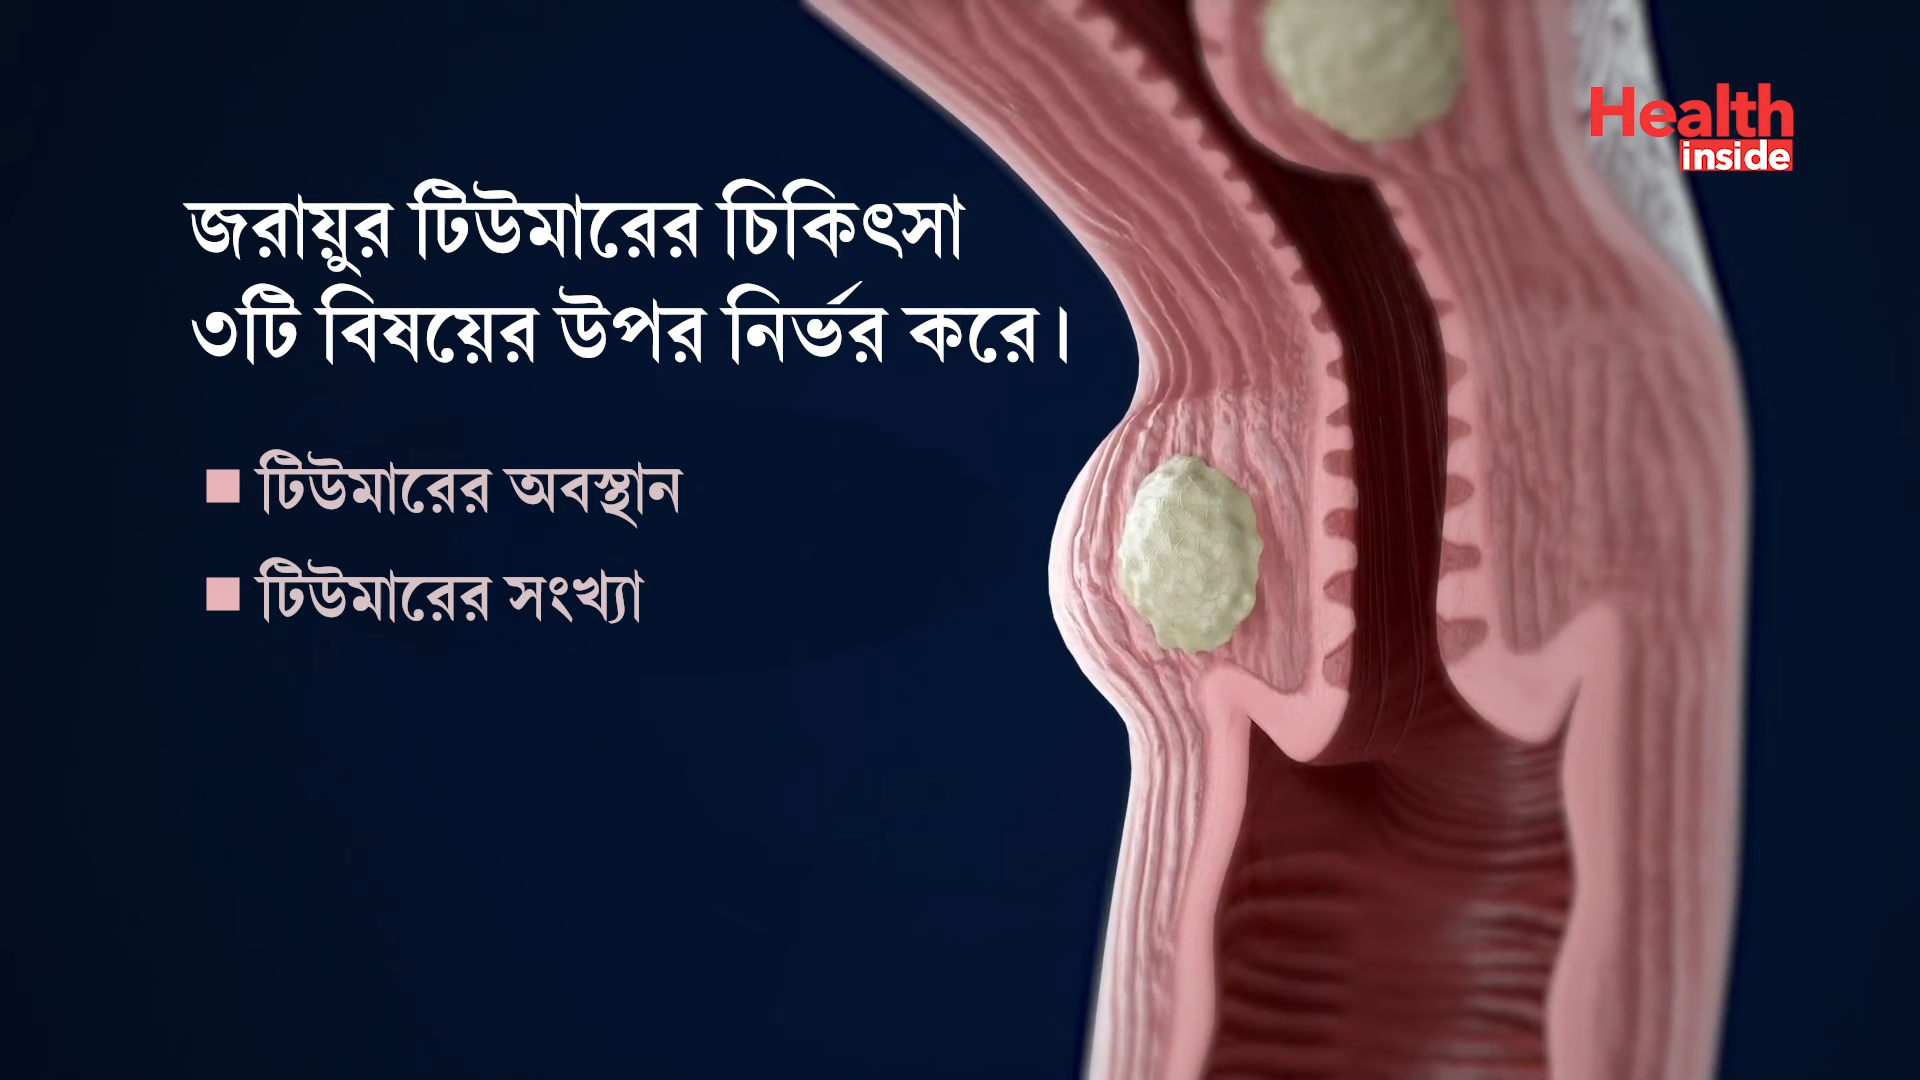 Health
inside
জরায়ুর টিউমারের চিকিৎসা
৩টি বিষয়ের উপর নির্ভর করে।
■ টিউমারের অবস্থান
■ টিউমারের সংখ্যা